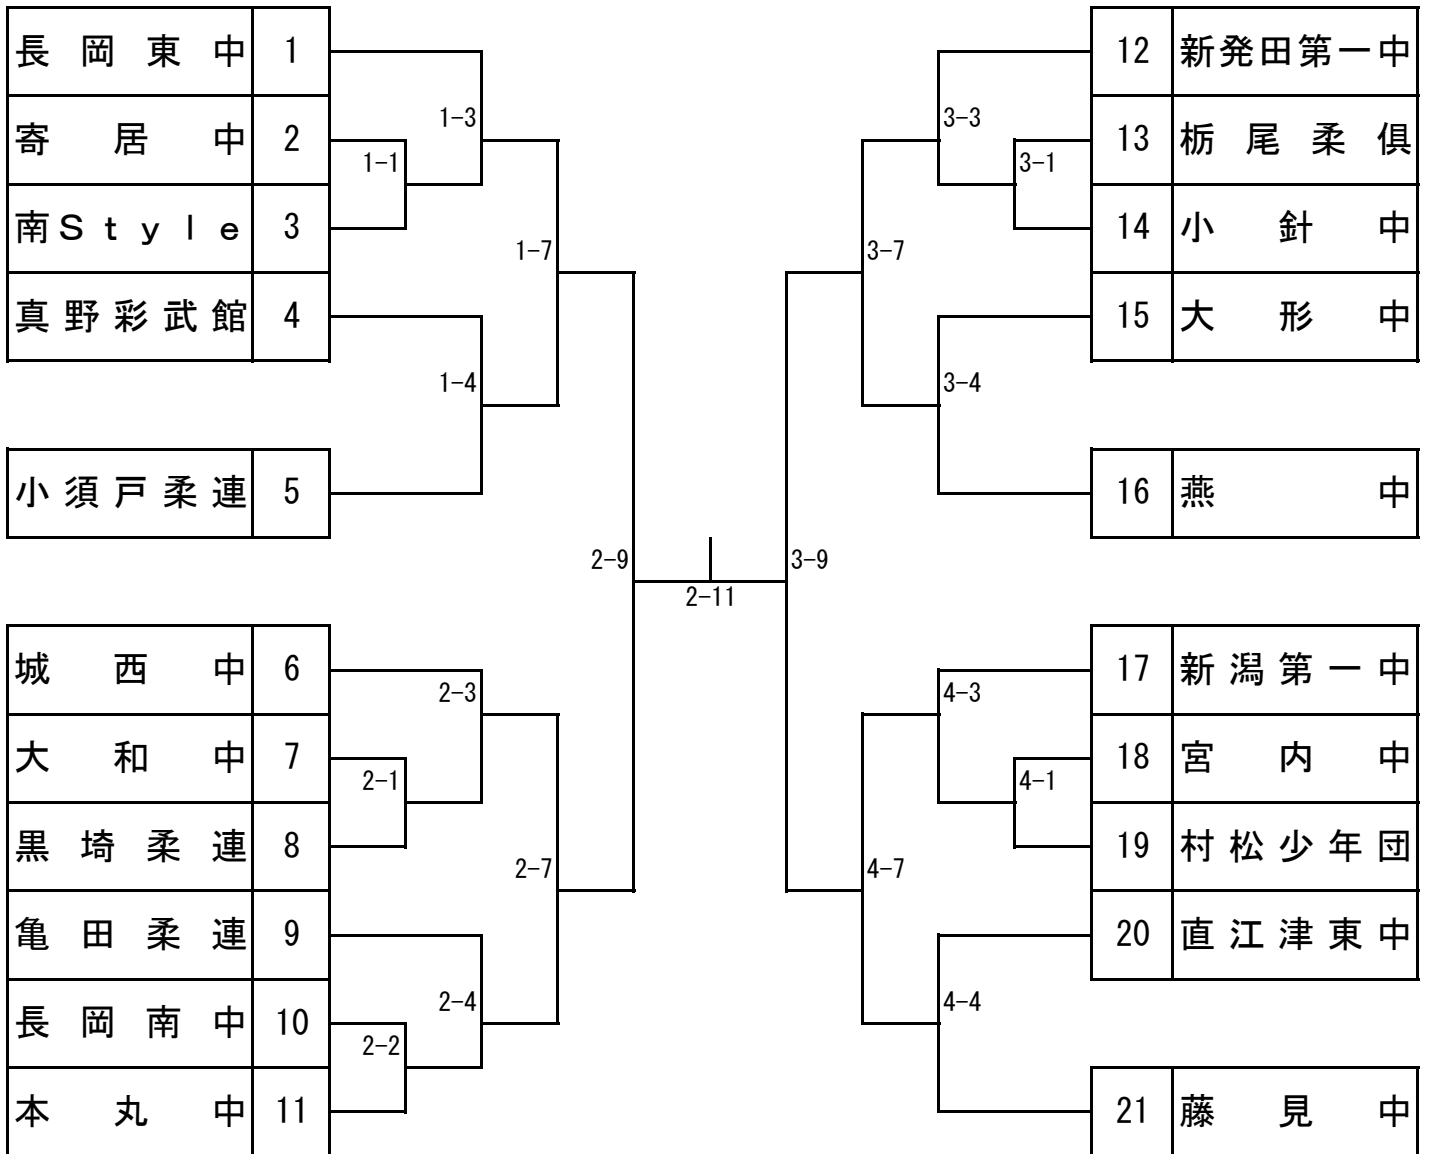 長岡東中 1
12 新発田第一中
1-3
3-3
寄居中 2
13 栃尾柔倶
1-1
3-1
南Style 3
14 小針中
1-7
3-7
真野彩武館 4
15 大形中
1-4
3-4
小須戸柔連 5
16 燕中
2-9
3-9
2-11
城西中 6
17 新潟第一中
2-3
4-3
大和中 7
18 宮内中
2-1
4-1
黒埼柔連 8
19 村松少年団
2-7
4-7
亀田柔連 9
20 直江津東中
2-4
4-4
長岡南中 10
2-2
本丸中 11
21 藤見中